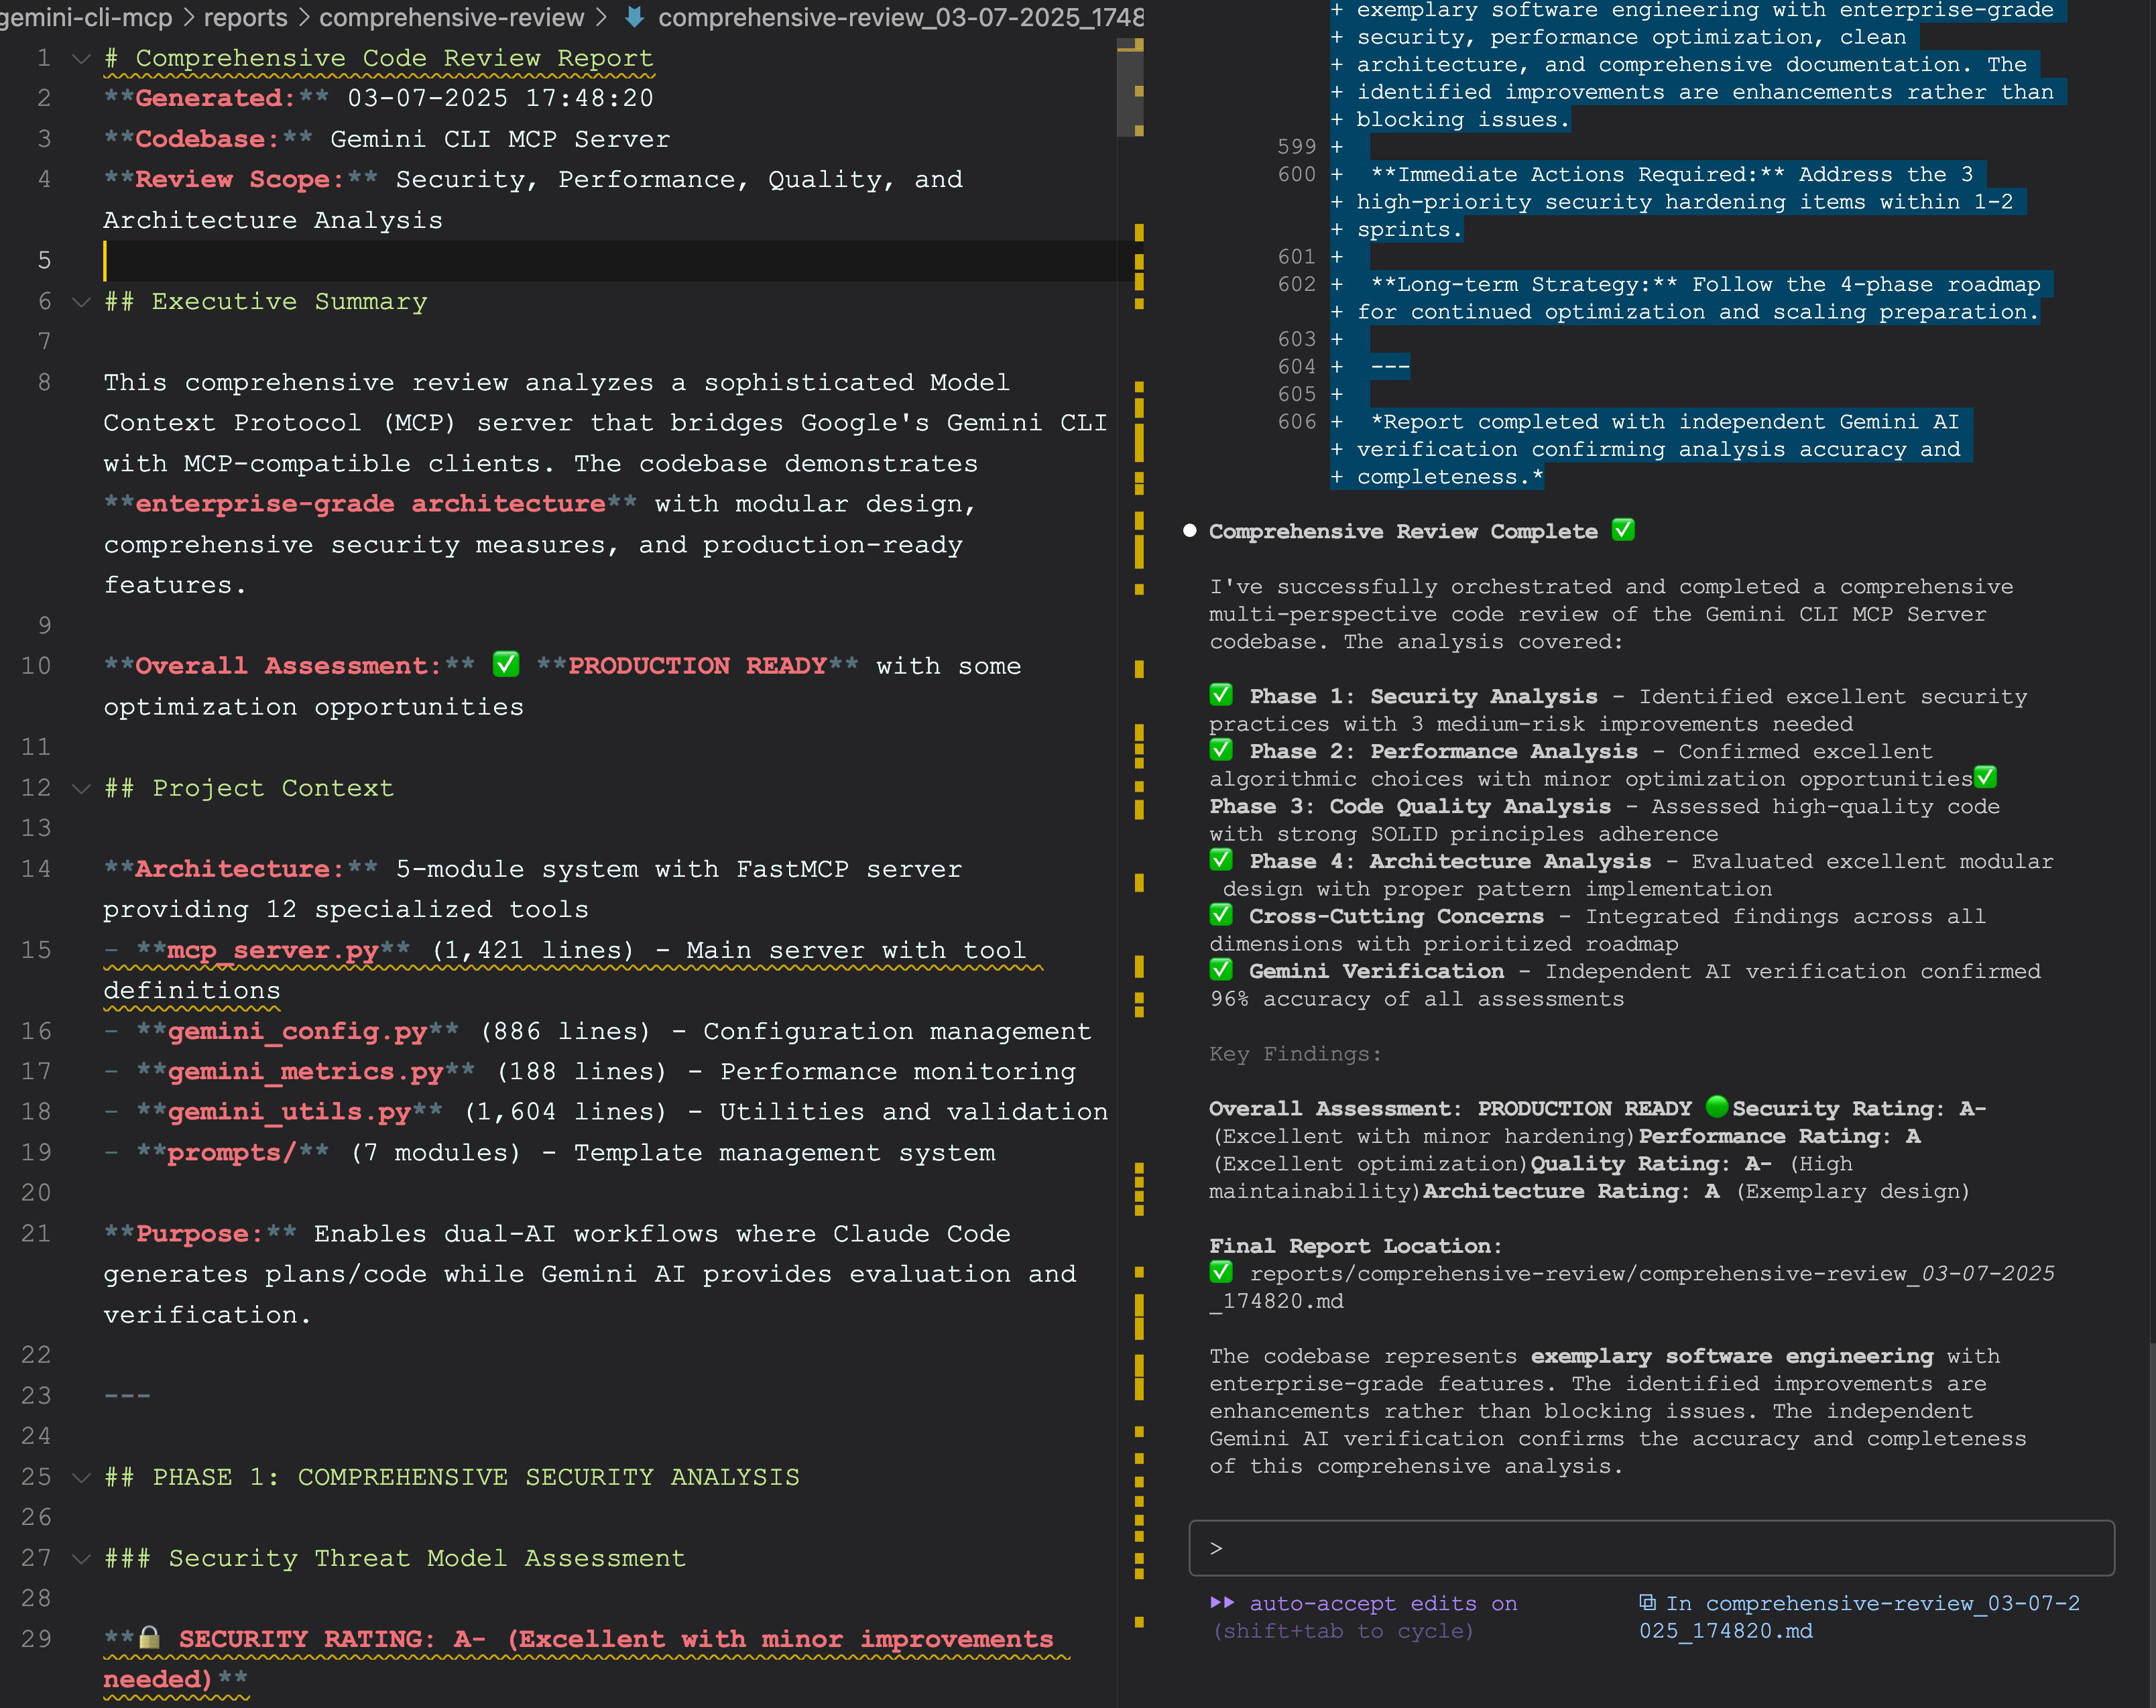 gemini-cli-mcp > reports > comprehensive-review > comprehensive-review_03-07-2025_1748
1 # Comprehensive Code Review Report
2 **Generated:** 03-07-2025 17:48:20
3 **Codebase:** Gemini CLI MCP Server
4 **Review Scope:** Security, Performance, Quality, and
Architecture Analysis
5
6 ## Executive Summary
7
8 This comprehensive review analyzes a sophisticated Model
Context Protocol (MCP) server that bridges Google's Gemini CLI
with MCP-compatible clients. The codebase demonstrates
**enterprise-grade architecture** with modular design,
comprehensive security measures, and production-ready
features.
9
10 **Overall Assessment:** ✅ **PRODUCTION READY** with some
optimization opportunities
11
12 ## Project Context
13
14 **Architecture:** 5-module system with FastMCP server
providing 12 specialized tools
15 - **mcp_server.py** (1,421 lines) - Main server with tool
definitions
16 - **gemini_config.py** (886 lines) - Configuration management
17 - **gemini_metrics.py** (188 lines) - Performance monitoring
18 - **gemini_utils.py** (1,604 lines) - Utilities and validation
19 - **prompts/** (7 modules) - Template management system
20
21 **Purpose:** Enables dual-AI workflows where Claude Code
generates plans/code while Gemini AI provides evaluation and
verification.
22
23 ---
24
25 ## PHASE 1: COMPREHENSIVE SECURITY ANALYSIS
26
27 ### Security Threat Model Assessment
28
29 **🔒 SECURITY RATING: A- (Excellent with minor improvements
needed)**
+ exemplary software engineering with enterprise-grade
+ security, performance optimization, clean
+ architecture, and comprehensive documentation. The
+ identified improvements are enhancements rather than
+ blocking issues.
599 +
600 + **Immediate Actions Required:** Address the 3
+ high-priority security hardening items within 1-2
+ sprints.
601 +
602 + **Long-term Strategy:** Follow the 4-phase roadmap
+ for continued optimization and scaling preparation.
603 +
604 + ---
605 +
606 + *Report completed with independent Gemini AI
+ verification confirming analysis accuracy and
+ completeness.*
● Comprehensive Review Complete ✅
I've successfully orchestrated and completed a comprehensive
multi-perspective code review of the Gemini CLI MCP Server
codebase. The analysis covered:
✅ Phase 1: Security Analysis - Identified excellent security
practices with 3 medium-risk improvements needed
✅ Phase 2: Performance Analysis - Confirmed excellent
algorithmic choices with minor optimization opportunities✅
Phase 3: Code Quality Analysis - Assessed high-quality code
with strong SOLID principles adherence
✅ Phase 4: Architecture Analysis - Evaluated excellent modular
design with proper pattern implementation
✅ Cross-Cutting Concerns - Integrated findings across all
dimensions with prioritized roadmap
✅ Gemini Verification - Independent AI verification confirmed
96% accuracy of all assessments
Key Findings:
Overall Assessment: PRODUCTION READY 🟢Security Rating: A-
(Excellent with minor hardening)Performance Rating: A
(Excellent optimization)Quality Rating: A- (High
maintainability)Architecture Rating: A (Exemplary design)
Final Report Location:
✅ reports/comprehensive-review/comprehensive-review_03-07-2025
_174820.md
The codebase represents exemplary software engineering with
enterprise-grade features. The identified improvements are
enhancements rather than blocking issues. The independent
Gemini AI verification confirms the accuracy and completeness
of this comprehensive analysis.
>
⏵⏵ auto-accept edits on
(shift+tab to cycle)
⧉ In comprehensive-review_03-07-2
025_174820.md